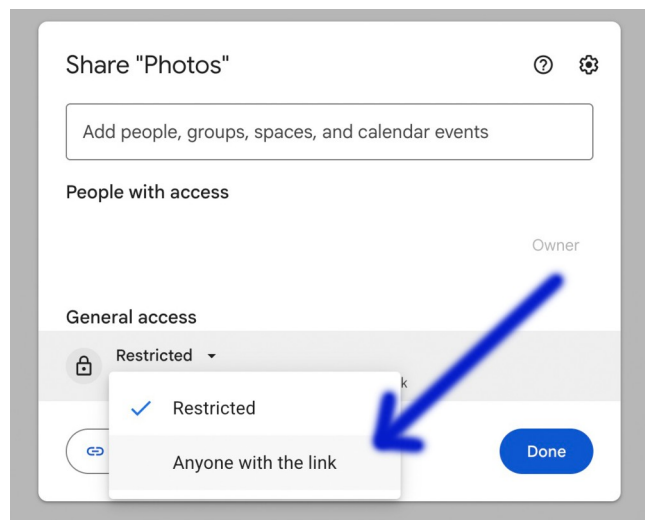 Share "Photos"
Add people, groups, spaces, and calendar events
People with access
Owner
General access
Restricted
k
Restricted
Anyone with the link
Done